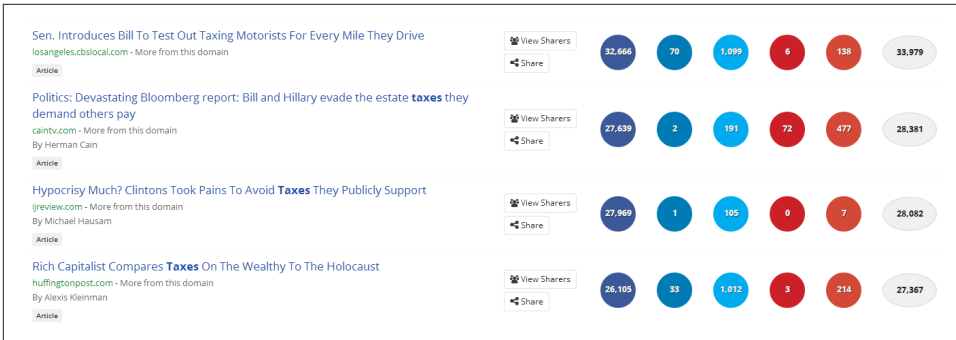 Sen. Introduces Bill To Test Out Taxing Motorists For Every Mile They Drive
losangeles.cbslocal.com - More from this domain
Article
View Sharers
Share
32,666 70 1,099 6 138 33,979
Politics: Devastating Bloomberg report: Bill and Hillary evade the estate taxes they
demand others pay
caintv.com - More from this domain
By Herman Cain
Article
View Sharers
Share
27,639 2 191 72 477 28,381
Hypocrisy Much? Clintons Took Pains To Avoid Taxes They Publicly Support
ijreview.com - More from this domain
By Michael Hausam
Article
View Sharers
Share
27,969 1 105 0 7 28,082
Rich Capitalist Compares Taxes On The Wealthy To The Holocaust
huffingtonpost.com - More from this domain
By Alexis Kleinman
Article
View Sharers
Share
26,105 33 1,012 3 214 27,367